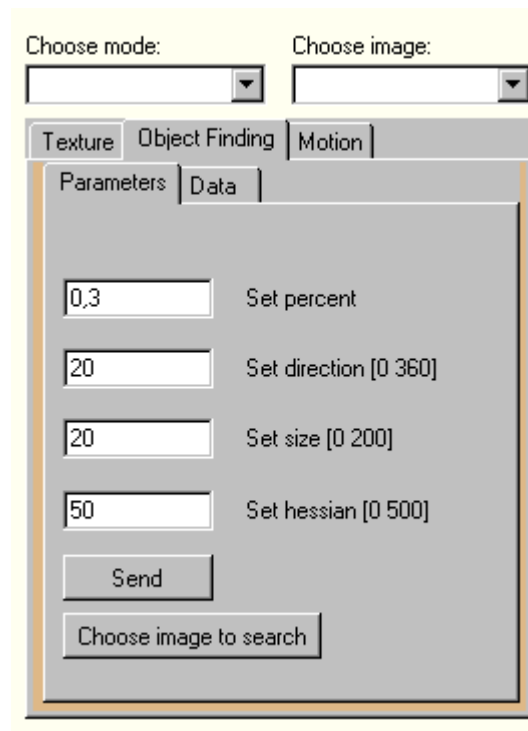 Choose mode: Choose image:
Texture Object Finding Motion
Parameters Data
0,3 Set percent
20 Set direction [0 360]
20 Set size [0 200]
50 Set hessian [0 500]
Send
Choose image to search